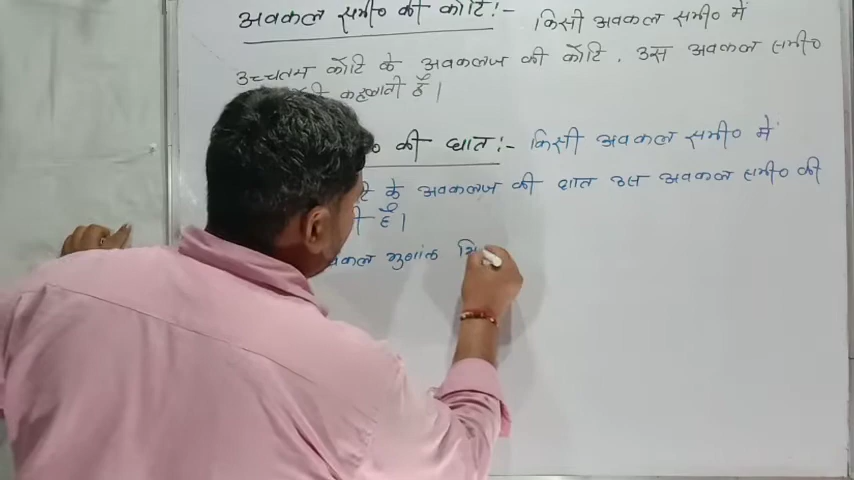 अवकल समी० की कोटि:- किसी अवकल समी० में
उच्चतम कोटि के अवकलज की कोटि, उस अवकल समी०
कहलाती है।
की घात:- किसी अवकल समी० में
के अवकलज की घात उस अवकल समी० की
है।
गुणांक